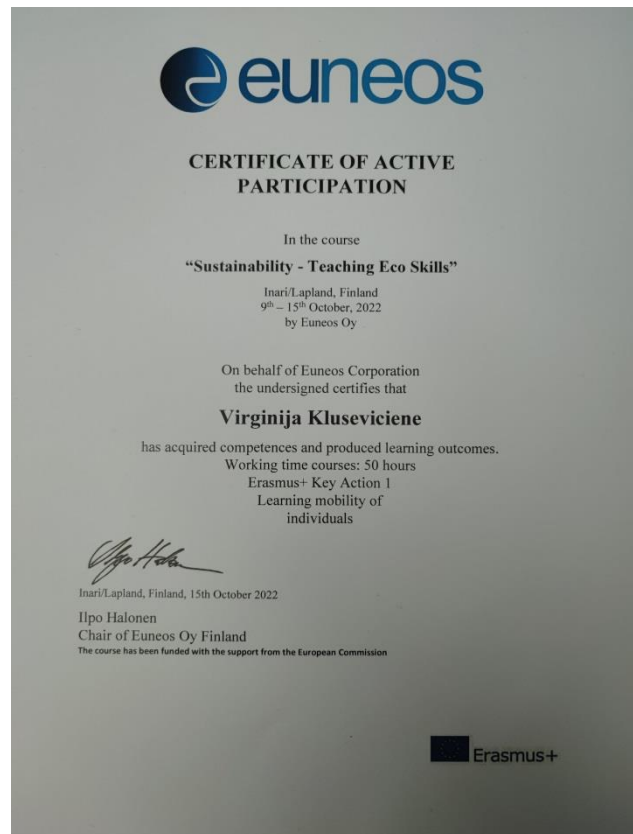 euneos
CERTIFICATE OF ACTIVE
PARTICIPATION
In the course
“Sustainability - Teaching Eco Skills”
Inari/Lapland, Finland
9th – 15th October, 2022
by Euneos Oy
On behalf of Euneos Corporation
the undersigned certifies that
Virginija Kluseviciene
has acquired competences and produced learning outcomes.
Working time courses: 50 hours
Erasmus+ Key Action 1
Learning mobility of
individuals
Inari/Lapland, Finland, 15th October 2022
Ilpo Halonen
Chair of Euneos Oy Finland
The course has been funded with the support from the European Commission
Erasmus+